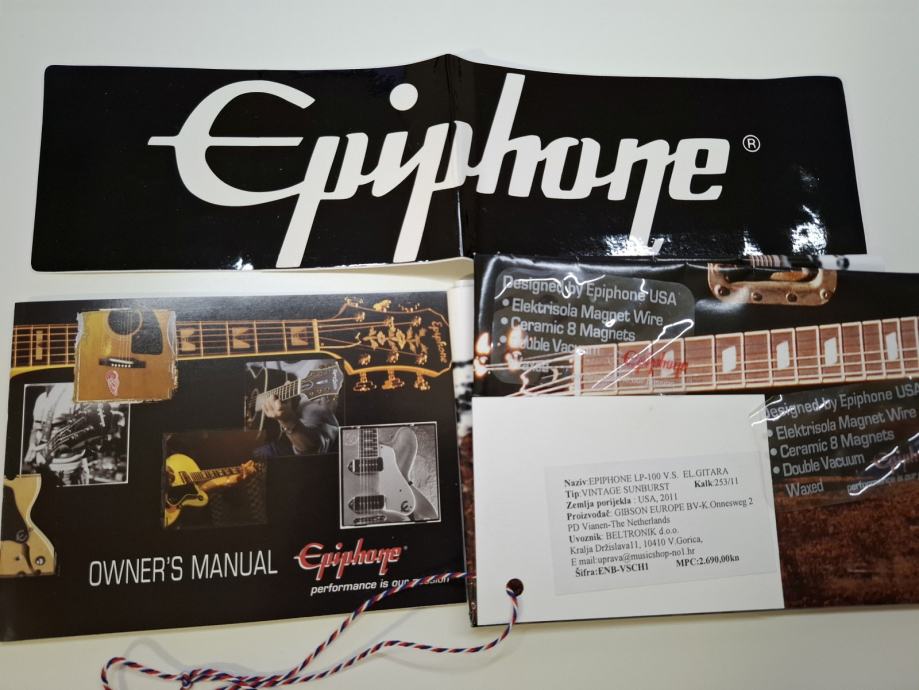 Epiphone®
Designed by Epiphone USA
• Elektrisola Magnet Wire
• Ceramic 8 Magnets
Double Vacuum
Epiphone
Designed by Epiphone USA
• Elektrisola Magnet Wire
• Ceramic 8 Magnets
• Double Vacuum
Waxed
OWNER'S MANUAL
Epiphone®
performance is our
Naziv:EPIPHONE LP-100 V.S. EL.GITARA
Tip:VINTAGE SUNBURST Kalk:253/11
Zemlja porijekla : USA, 2011
Proizvođač: GIBSON EUROPE BV-K.Onnesweg 2
PD Vianen-The Netherlands
Uvoznik: BELTRONIK d.o.o.
Kralja Držislava11, 10410 V.Gorica,
E mail:uprava@musicshop-no1.hr
Šifra:ENB-VSCH1 MPC:2.690,00kn